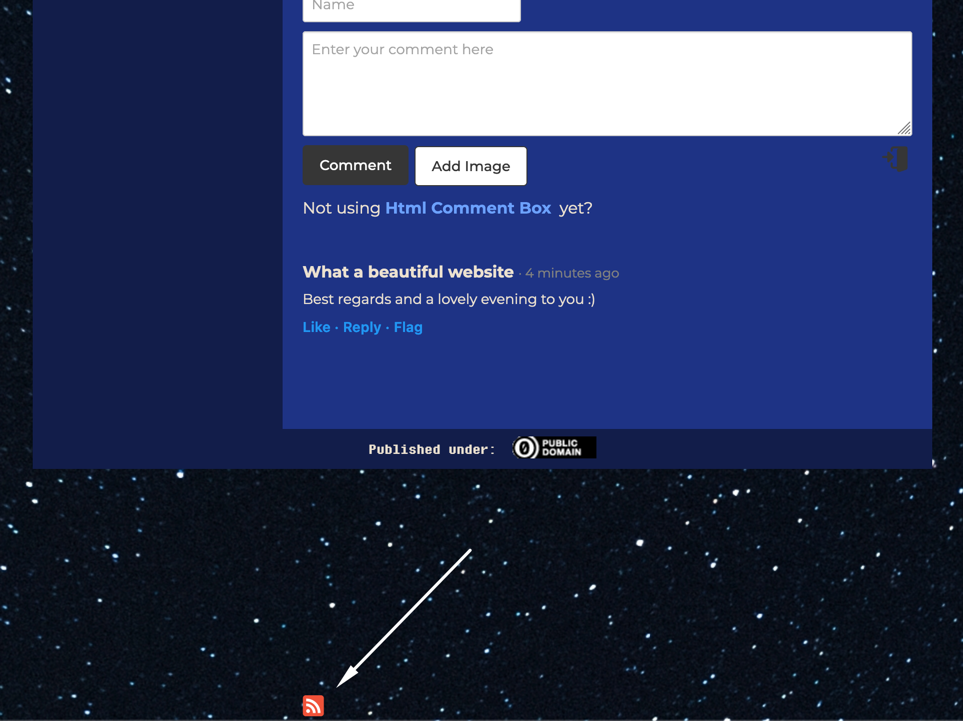 Name
Enter your comment here
Comment
Add Image
Not using Html Comment Box yet?
What a beautiful website · 4 minutes ago
Best regards and a lovely evening to you :)
Like · Reply · Flag
Published under:
PUBLIC
DOMAIN